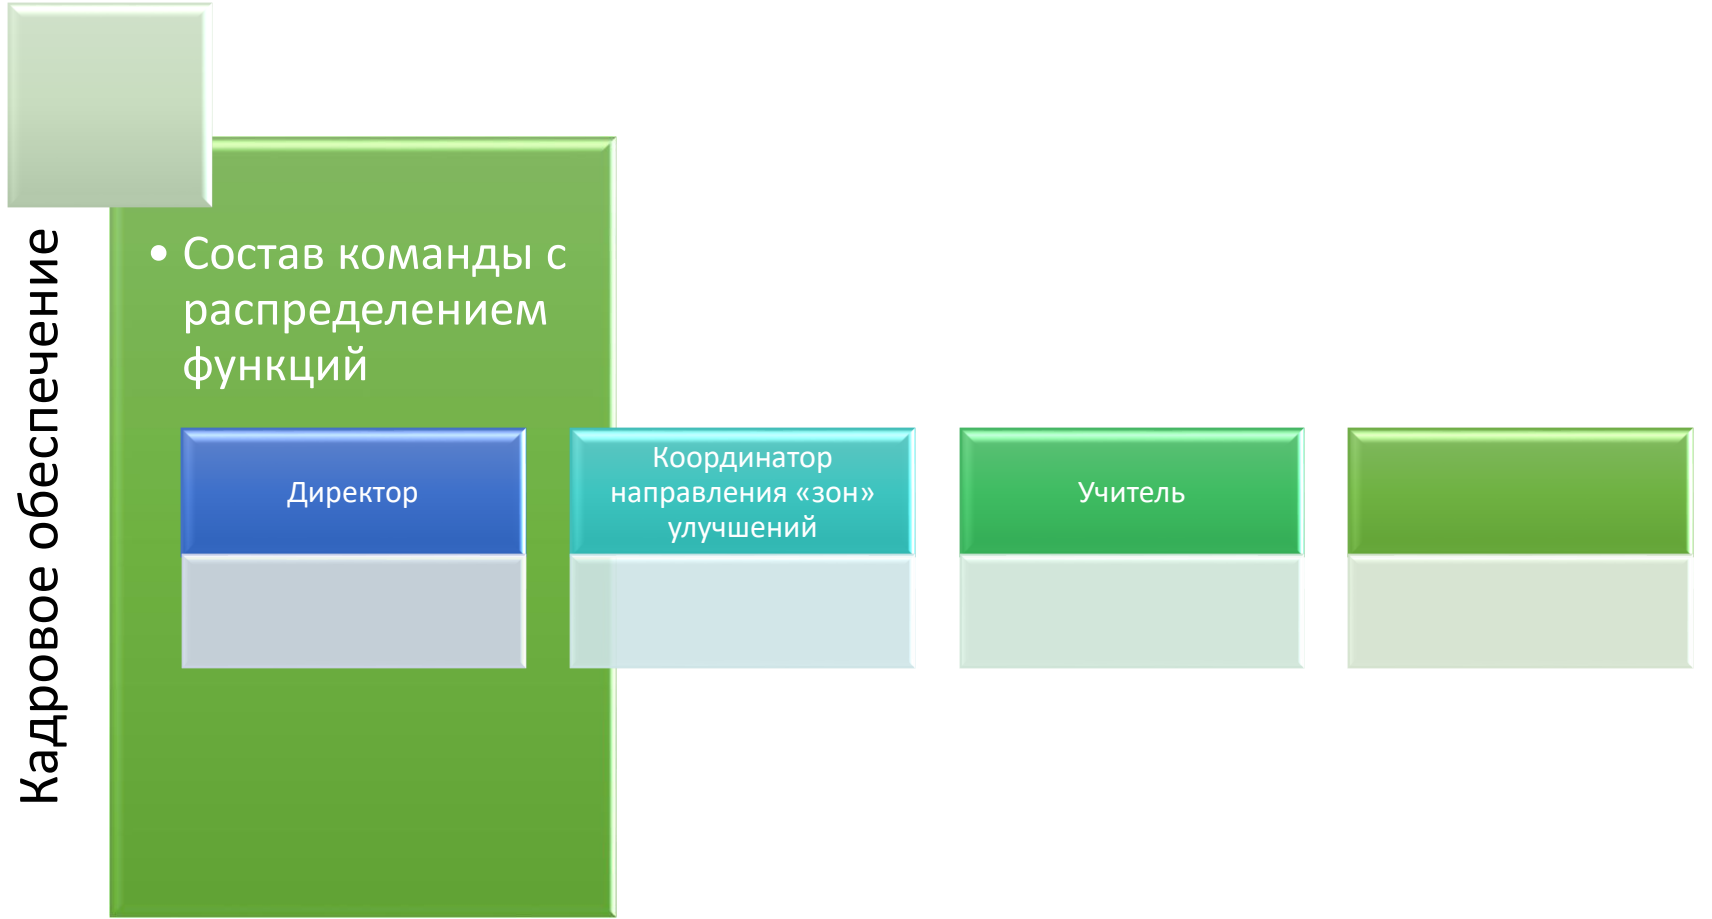 Кадровое обеспечение
• Состав команды с
распределением
функций
Директор
Координатор
направления «зон»
улучшений
Учитель